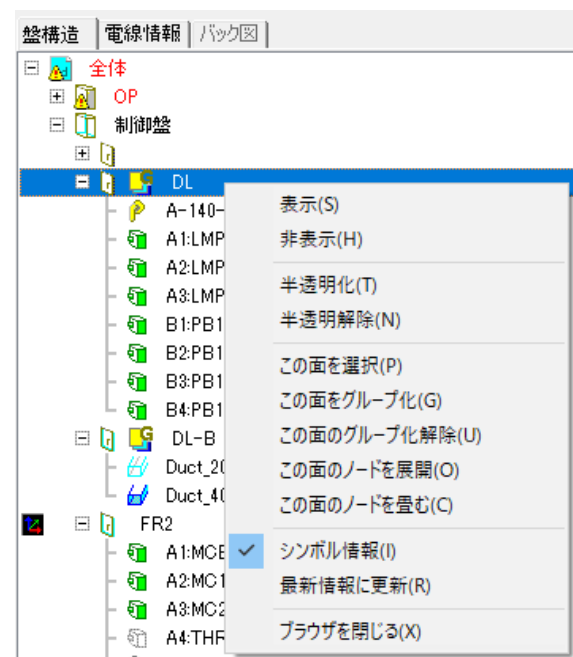 盤構造 電線情報 バック図
全体
OP
制御盤
DL
A-140-
A1:LMP
A2:LMP
A3:LMP
B1:PB1
B2:PB1
B3:PB1
B4:PB1
DL-B
Duct_20
Duct_40
FR2
A1:MCB
A2:MC1
A3:MC2
A4:THR
表示(S)
非表示(H)
半透明化(T)
半透明解除(N)
この面を選択(P)
この面をグループ化(G)
この面のグループ化解除(U)
この面のノードを展開(O)
この面のノードを畳む(C)
シンボル情報(I)
最新情報に更新(R)
ブラウザを閉じる(X)